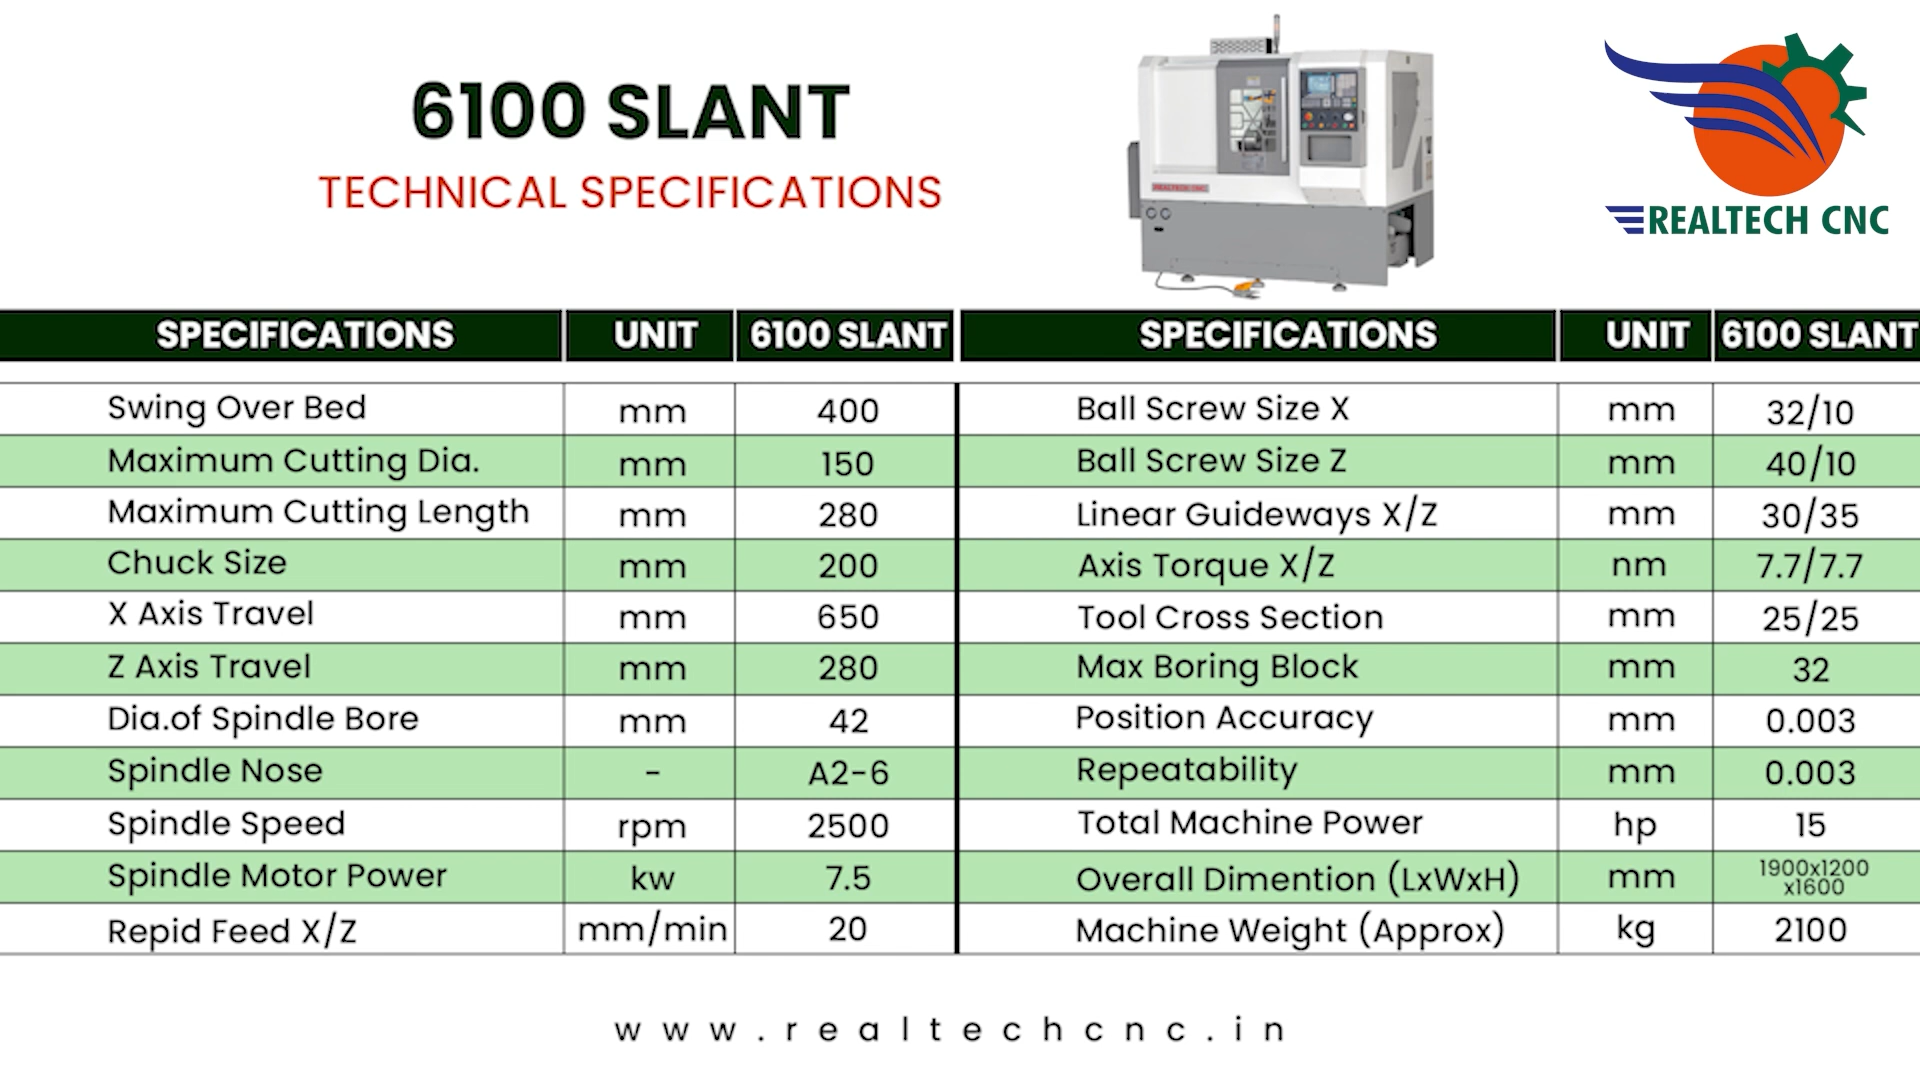 6100 SLANT
TECHNICAL SPECIFICATIONS
REALTECH CNC
REALTECH CNC
SPECIFICATIONS UNIT 6100 SLANT SPECIFICATIONS UNIT 6100 SLANT
Swing Over Bed mm 400 Ball Screw Size X mm 32/10
Maximum Cutting Dia. mm 150 Ball Screw Size Z mm 40/10
Maximum Cutting Length mm 280 Linear Guideways X/Z mm 30/35
Chuck Size mm 200 Axis Torque X/Z nm 7.7/7.7
X Axis Travel mm 650 Tool Cross Section mm 25/25
Z Axis Travel mm 280 Max Boring Block mm 32
Dia.of Spindle Bore mm 42 Position Accuracy mm 0.003
Spindle Nose - A2-6 Repeatability mm 0.003
Spindle Speed rpm 2500 Total Machine Power hp 15
Spindle Motor Power kw 7.5 Overall Dimention (LxWxH) mm 1900x1200
x1600
Repid Feed X/Z mm/min 20 Machine Weight (Approx) kg 2100
www.realtechcnc.in